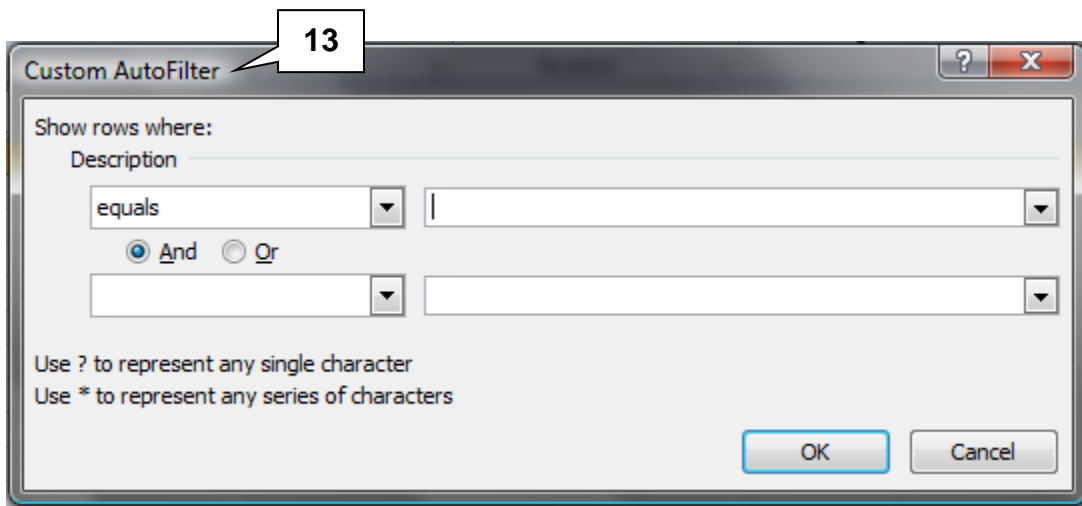 13
Custom AutoFilter
Show rows where:
Description
equals
And Or
Use ? to represent any single character
Use * to represent any series of characters
OK Cancel